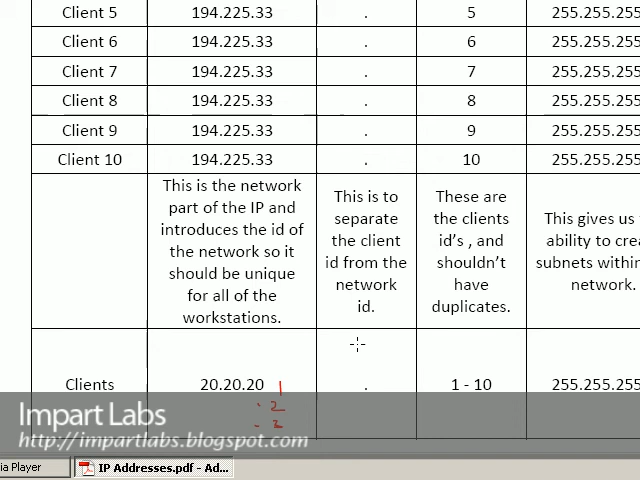 Client 5 194.225.33 . 5 255.255.255
Client 6 194.225.33 . 6 255.255.255
Client 7 194.225.33 . 7 255.255.255
Client 8 194.225.33 . 8 255.255.255
Client 9 194.225.33 . 9 255.255.255
Client 10 194.225.33 . 10 255.255.255
This is the network
part of the IP and
introduces the id of
the network so it
should be unique
for all of the
workstations.
This is to
separate
the client
id from the
network
id.
These are
the clients
id's , and
shouldn't
have
duplicates.
This gives us
ability to
subnets within
network.
Clients 20.20.20 . 1 - 10 255.255.255
1
. 2
. 3
Impart Labs
http://impartlabs.blogspot.com
ia Player
IP Addresses.pdf - Ad...